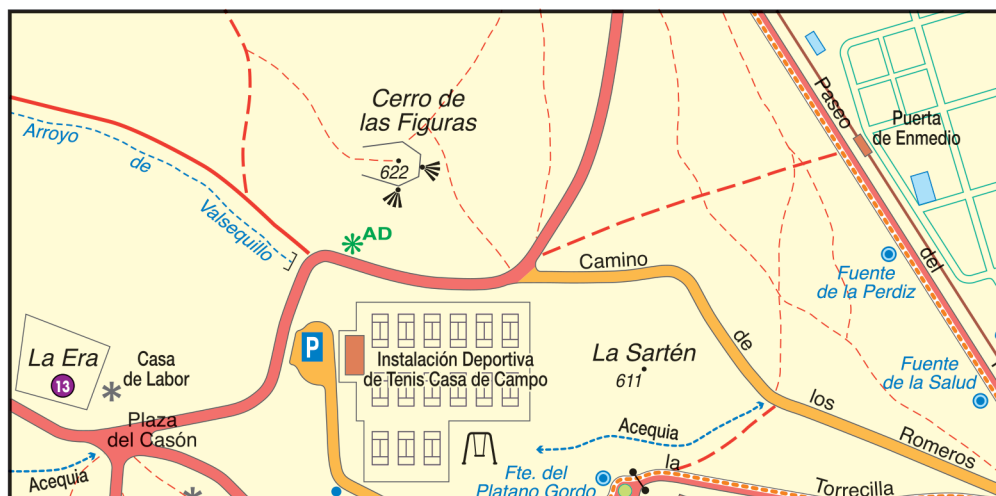 Cerro de
las Figuras
622
Arroyo de Valsequillo
AD
Paseo del
Puerta
de Enmedio
Fuente
de la Perdiz
Camino de los Romeros
La Era
13
Casa
de Labor
P
Instalación Deportiva
de Tenis Casa de Campo
La Sartén
611
Fuente
de la Salud
Plaza
del Casón
Acequia
Acequia
Fte. del
Platano Gordo
la
Torrecilla